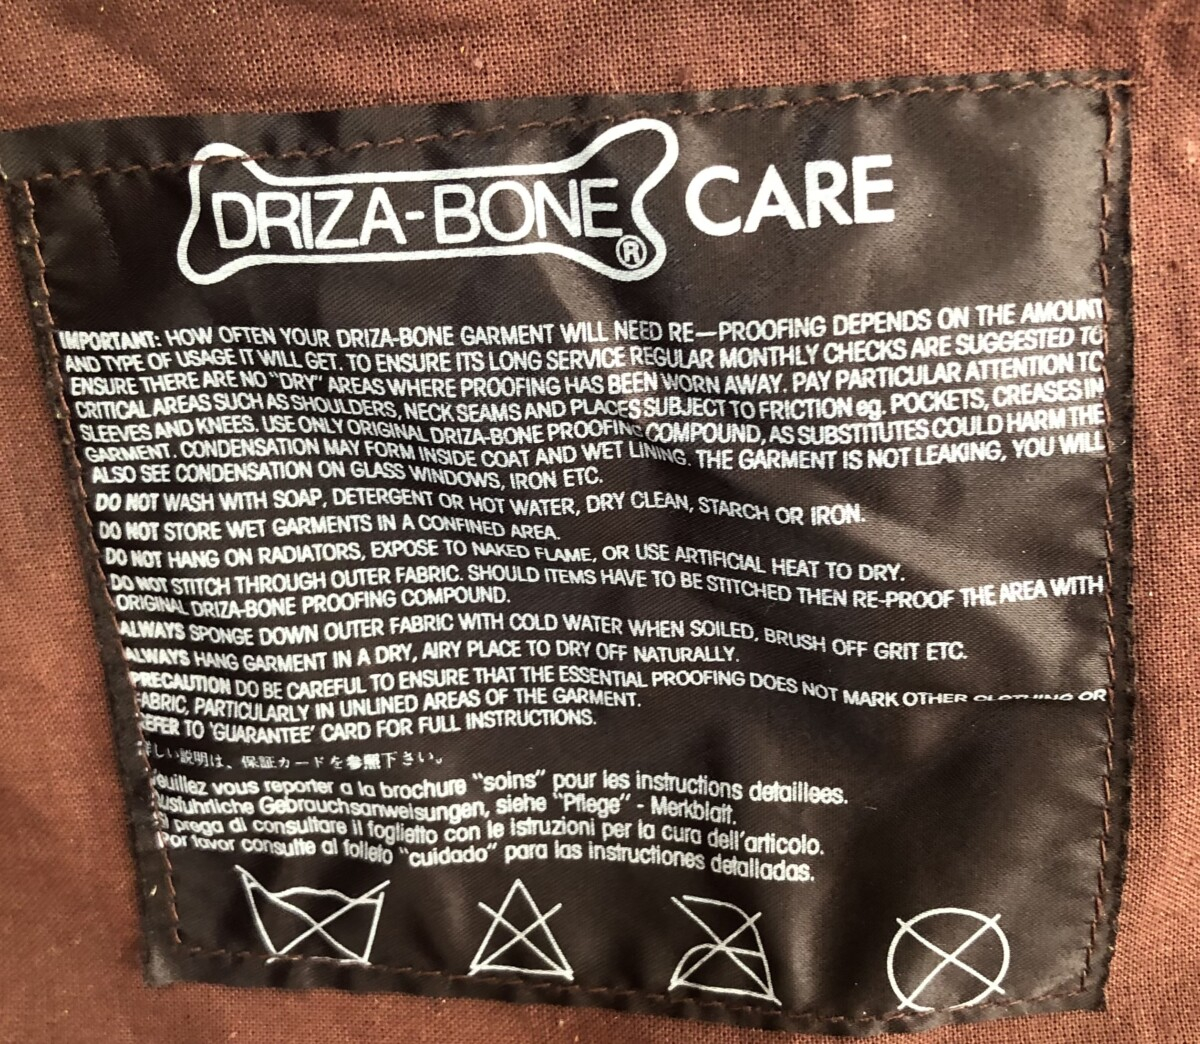 DRIZA-BONE® CARE
IMPORTANT: HOW OFTEN YOUR DRIZA-BONE GARMENT WILL NEED RE—PROOFING DEPENDS ON THE AMOUNT
AND TYPE OF USAGE IT WILL GET. TO ENSURE ITS LONG SERVICE REGULAR MONTHLY CHECKS ARE SUGGESTED TO
ENSURE THERE ARE NO "DRY" AREAS WHERE PROOFING HAS BEEN WORN AWAY. PAY PARTICULAR ATTENTION TO
CRITICAL AREAS SUCH AS SHOULDERS, NECK SEAMS AND PLACES SUBJECT TO FRICTION eg. POCKETS, CREASES IN
SLEEVES AND KNEES. USE ONLY ORIGINAL DRIZA-BONE PROOFING COMPOUND, AS SUBSTITUTES COULD HARM THE
GARMENT. CONDENSATION MAY FORM INSIDE COAT AND WET LINING. THE GARMENT IS NOT LEAKING, YOU WILL
ALSO SEE CONDENSATION ON GLASS WINDOWS, IRON ETC.
DO NOT WASH WITH SOAP, DETERGENT OR HOT WATER, DRY CLEAN, STARCH OR IRON.
DO NOT STORE WET GARMENTS IN A CONFINED AREA.
DO NOT HANG ON RADIATORS, EXPOSE TO NAKED FLAME, OR USE ARTIFICIAL HEAT TO DRY.
DO NOT STITCH THROUGH OUTER FABRIC. SHOULD ITEMS HAVE TO BE STITCHED THEN RE-PROOF THE AREA WITH
ORIGINAL DRIZA-BONE PROOFING COMPOUND.
ALWAYS SPONGE DOWN OUTER FABRIC WITH COLD WATER WHEN SOILED, BRUSH OFF GRIT ETC.
ALWAYS HANG GARMENT IN A DRY, AIRY PLACE TO DRY OFF NATURALLY.
PRECAUTION DO BE CAREFUL TO ENSURE THAT THE ESSENTIAL PROOFING DOES NOT MARK OTHER CLOTHING OR
FABRIC, PARTICULARLY IN UNLINED AREAS OF THE GARMENT.
REFER TO 'GUARANTEE' CARD FOR FULL INSTRUCTIONS.
詳しい説明は、保証カードを参照下さい。
euillez vous reporter a la brochure "soins" pour les instructions detaillees.
usfuhrliche Gebrauchsanweisungen, siehe "Pflege" - Merkblatt.
Si prega di consultare il foglietto con le istruzioni per la cura dell'articolo.
Por favor consulte al folleto "cuidado" para las instructiones detalladas.